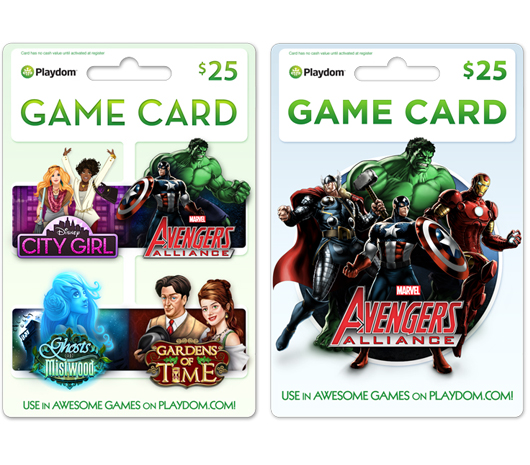 Card has no cash value until activated at register
Playdom
$25
GAME CARD
Disney
CITY GIRL
MARVEL
AVENGERS
ALLIANCE
Ghosts
of
Mistwood
GARDENS
OF
TIME
USE IN AWESOME GAMES ON PLAYDOM.COM!
Card has no cash value until activated at register
Playdom
$25
GAME CARD
MARVEL
AVENGERS
ALLIANCE
USE IN AWESOME GAMES ON PLAYDOM.COM!